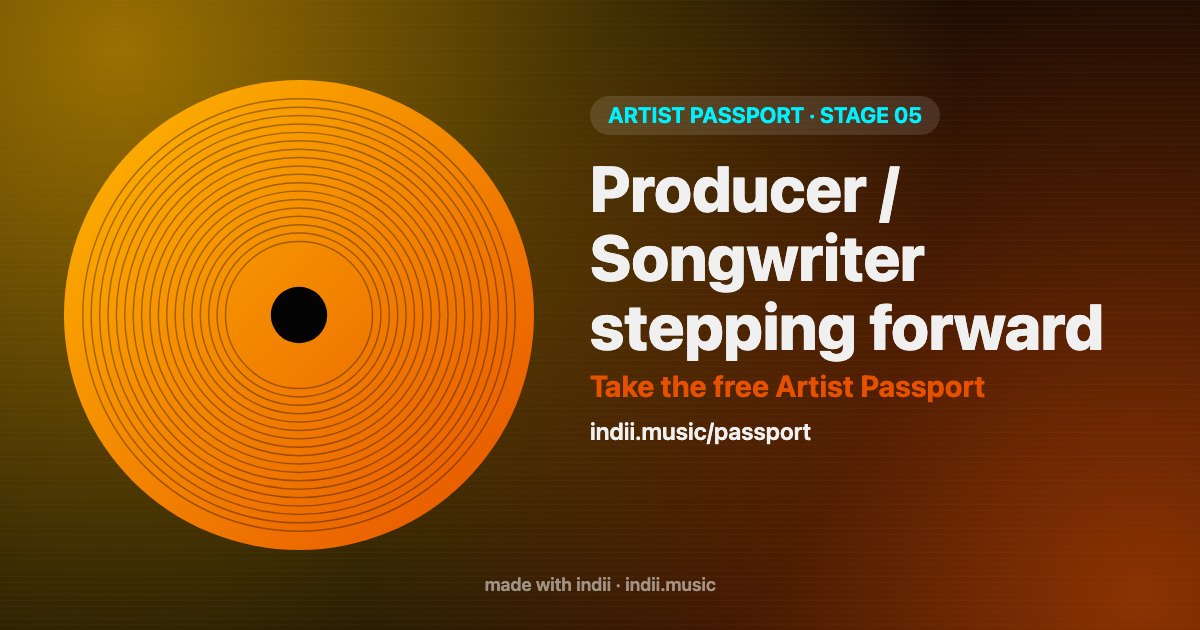 ARTIST PASSPORT · STAGE 05
Producer /
Songwriter
stepping forward
Take the free Artist Passport
indii.music/passport
made with indii · indii.music